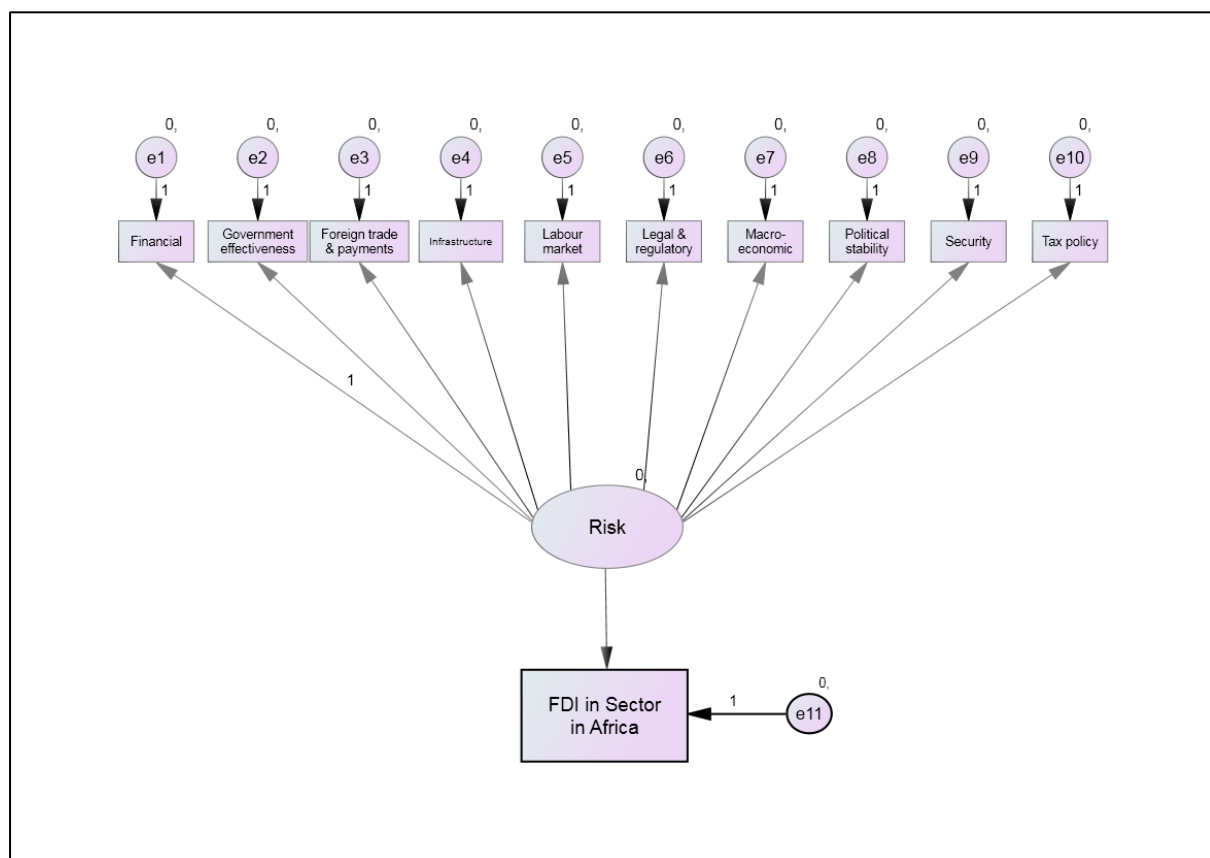 0, 0, 0, 0, 0, 0, 0, 0, 0, 0,
e1 e2 e3 e4 e5 e6 e7 e8 e9 e10
1 1 1 1 1 1 1 1 1 1
Financial
Government
effectiveness
Foreign trade
& payments
Infrastructure
Labour
market
Legal &
regulatory
Macro-
economic
Political
stability
Security
Tax policy
1
0,
Risk
0,
FDI in Sector
in Africa
1
e11